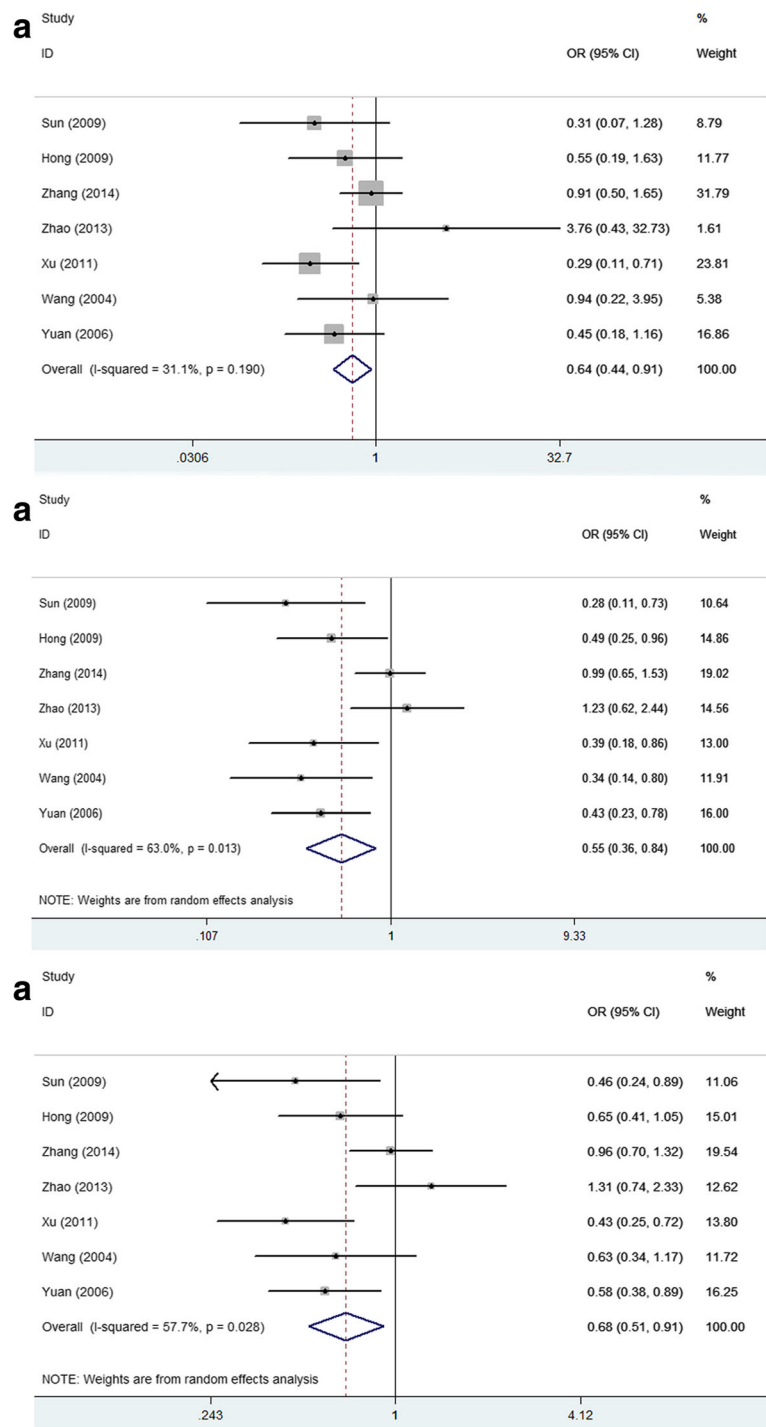 a
Study %
ID OR (95% CI) Weight
Sun (2009) 0.31 (0.07, 1.28) 8.79
Hong (2009) 0.55 (0.19, 1.63) 11.77
Zhang (2014) 0.91 (0.50, 1.65) 31.79
Zhao (2013) 3.76 (0.43, 32.73) 1.61
Xu (2011) 0.29 (0.11, 0.71) 23.81
Wang (2004) 0.94 (0.22, 3.95) 5.38
Yuan (2006) 0.45 (0.18, 1.16) 16.86
Overall (I-squared = 31.1%, p = 0.190) 0.64 (0.44, 0.91) 100.00
.0306 1 32.7
a
Study %
ID OR (95% CI) Weight
Sun (2009) 0.28 (0.11, 0.73) 10.64
Hong (2009) 0.49 (0.25, 0.96) 14.86
Zhang (2014) 0.99 (0.65, 1.53) 19.02
Zhao (2013) 1.23 (0.62, 2.44) 14.56
Xu (2011) 0.39 (0.18, 0.86) 13.00
Wang (2004) 0.34 (0.14, 0.80) 11.91
Yuan (2006) 0.43 (0.23, 0.78) 16.00
Overall (I-squared = 63.0%, p = 0.013) 0.55 (0.36, 0.84) 100.00
NOTE: Weights are from random effects analysis
.107 1 9.33
a
Study %
ID OR (95% CI) Weight
Sun (2009) 0.46 (0.24, 0.89) 11.06
Hong (2009) 0.65 (0.41, 1.05) 15.01
Zhang (2014) 0.96 (0.70, 1.32) 19.54
Zhao (2013) 1.31 (0.74, 2.33) 12.62
Xu (2011) 0.43 (0.25, 0.72) 13.80
Wang (2004) 0.63 (0.34, 1.17) 11.72
Yuan (2006) 0.58 (0.38, 0.89) 16.25
Overall (I-squared = 57.7%, p = 0.028) 0.68 (0.51, 0.91) 100.00
NOTE: Weights are from random effects analysis
.243 1 4.12